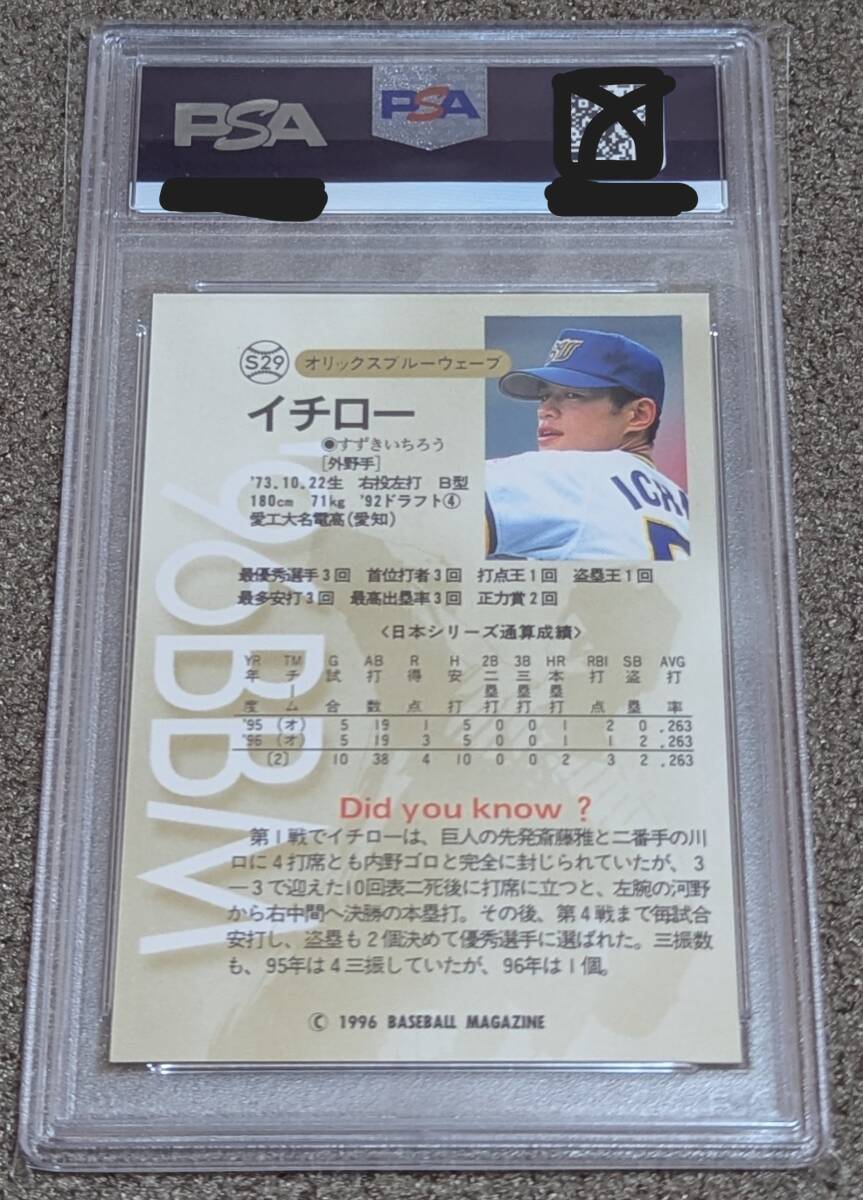 PSA
PSA
S29 オリックスブルーウェーブ
イチロー
◉すずきいちろう
[外野手]
'73.10.22生 右投左打 B型
180cm 71kg '92ドラフト④
愛工大名電高(愛知)
ICH
最優秀選手3回 首位打者3回 打点王1回 盗塁王1回
最多安打3回 最高出塁率3回 正力賞2回
〈日本シリーズ通算成績〉
YR TM G AB R H 2B 3B HR RBI SB AVG
年度 チーム 試合 打数 得点 安打 二塁打 三塁打 本塁打 打点 盗塁 打率
'95 (オ) 5 19 1 5 0 0 1 2 0 .263
'96 (オ) 5 19 3 5 0 0 1 1 2 .263
〔2〕 10 38 4 10 0 0 2 3 2 .263
Did you know ?
第1戦でイチローは、巨人の先発斎藤雅と二番手の川
口に4打席とも内野ゴロと完全に封じられていたが、3
―3で迎えた10回表二死後に打席に立つと、左腕の河野
から右中間へ決勝の本塁打。その後、第4戦まで毎試合
安打し、盗塁も2個決めて優秀選手に選ばれた。三振数
も、95年は4三振していたが、96年は1個。
'96BBM
© 1996 BASEBALL MAGAZINE